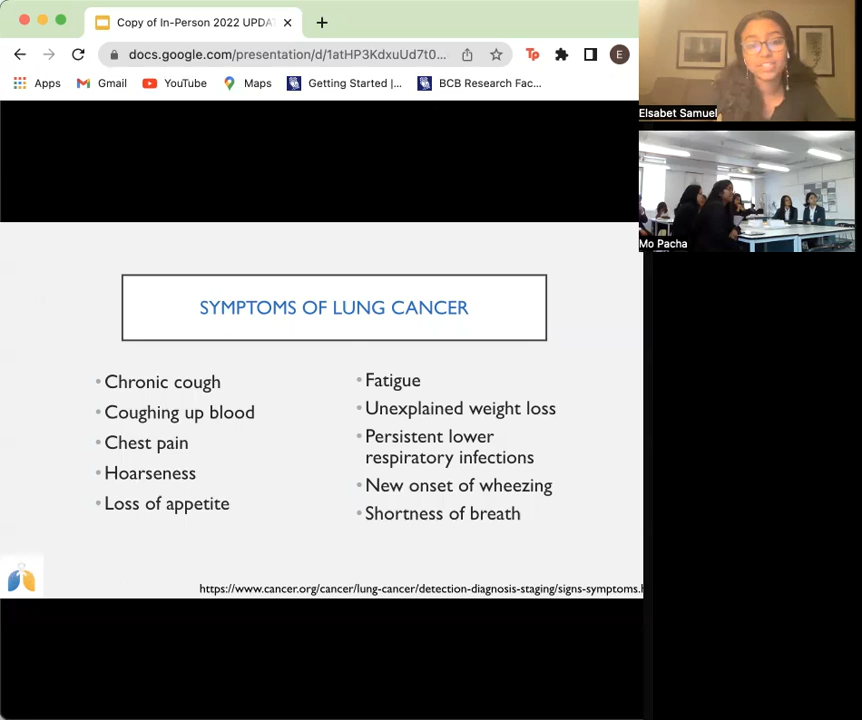 Copy of In-Person 2022 UPDA
docs.google.com/presentation/d/1atHP3KdxuUd7t0...
E
Apps
Gmail
YouTube
Maps
Getting Started |...
BCB Research Fac...
Elsabet Samuel
Mo Pacha
SYMPTOMS OF LUNG CANCER
• Chronic cough
• Coughing up blood
• Chest pain
• Hoarseness
• Loss of appetite
• Fatigue
• Unexplained weight loss
• Persistent lower
respiratory infections
• New onset of wheezing
• Shortness of breath
https://www.cancer.org/cancer/lung-cancer/detection-diagnosis-staging/signs-symptoms.h